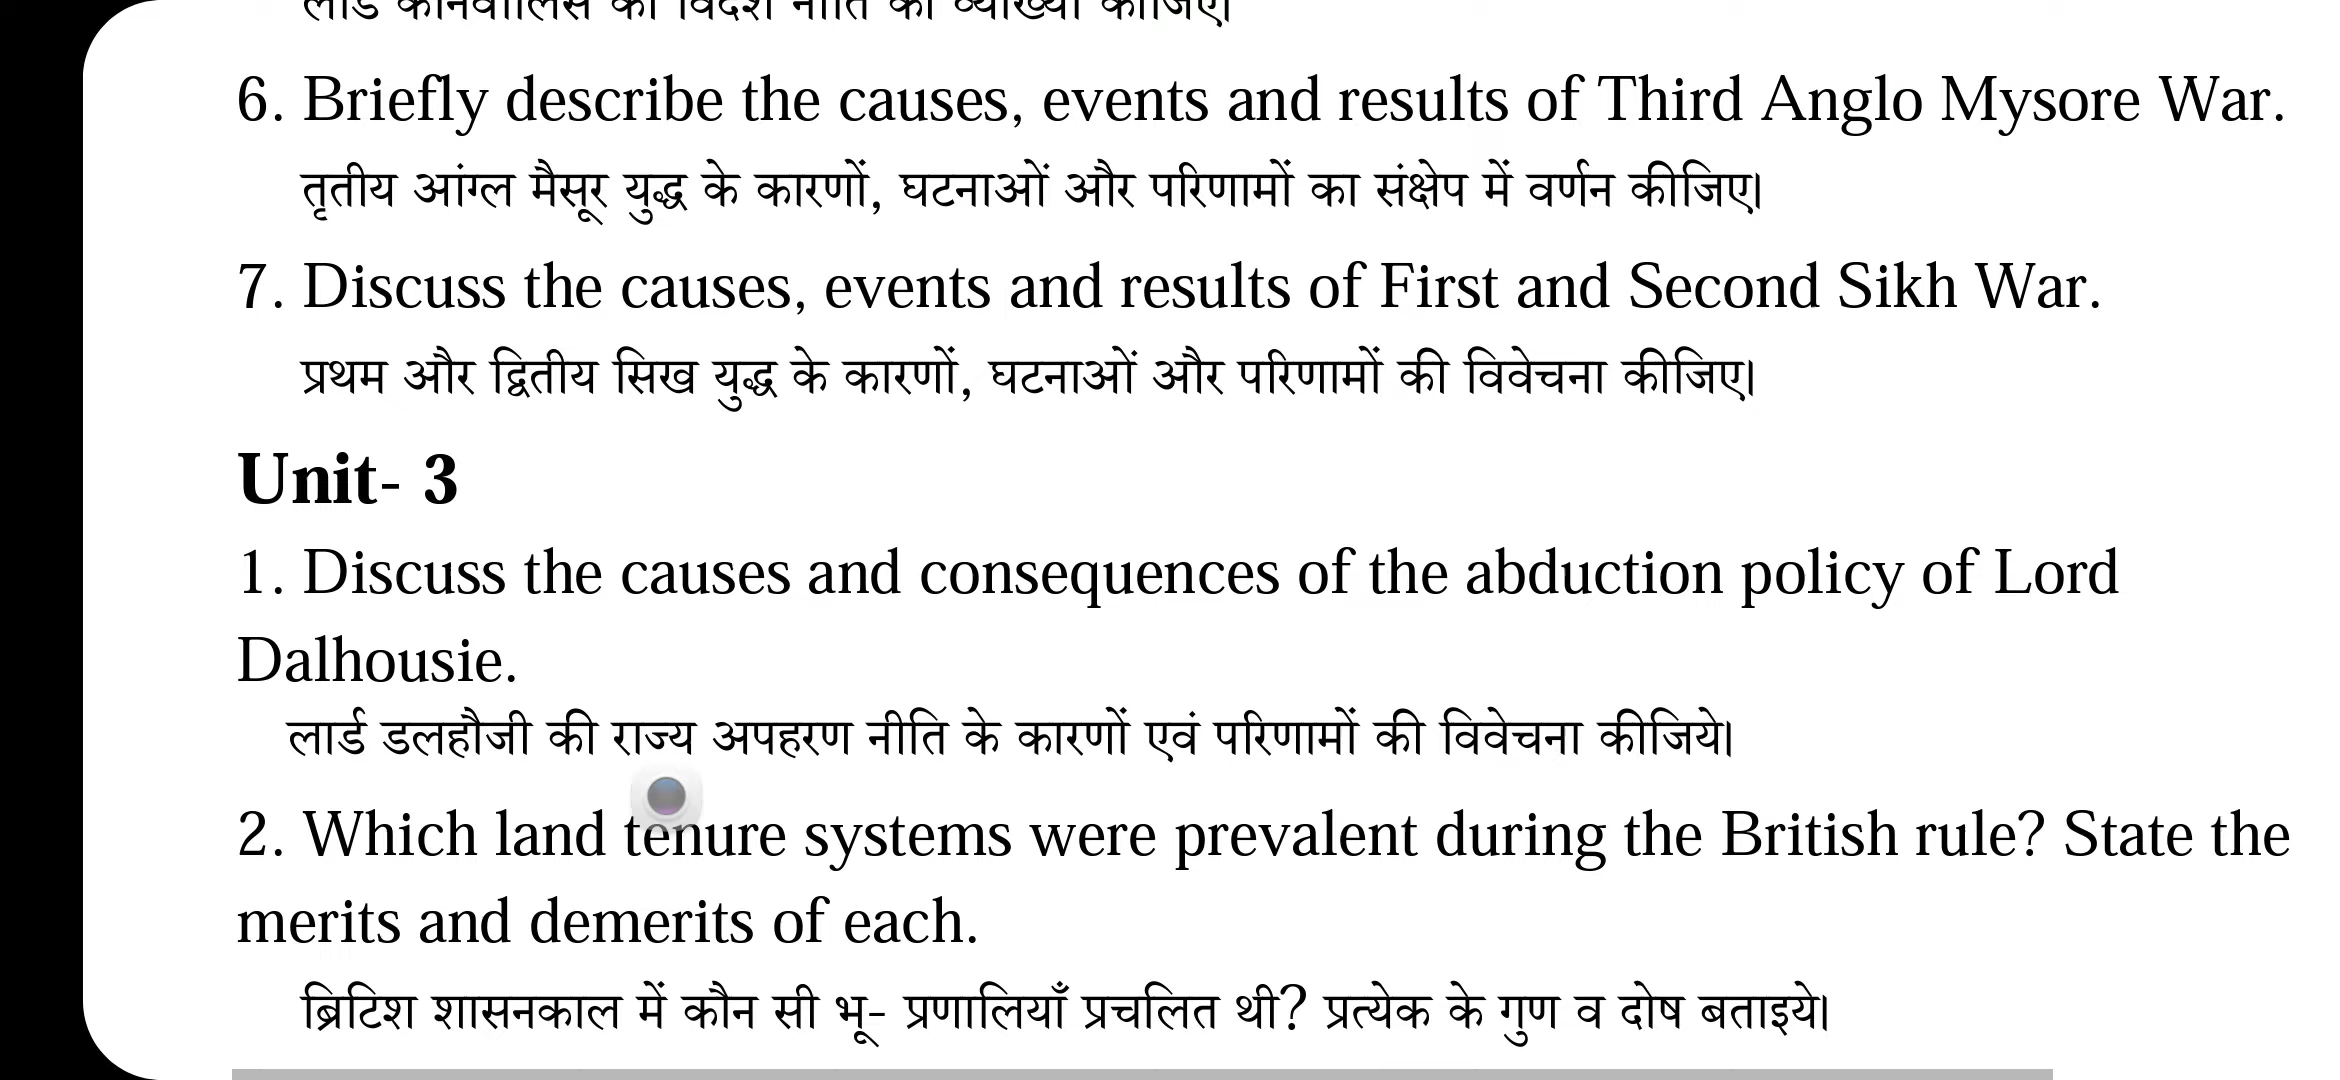 लार्ड कार्नवालिस की विदेश नीति की व्याख्या कीजिए।
6. Briefly describe the causes, events and results of Third Anglo Mysore War.
तृतीय आंग्ल मैसूर युद्ध के कारणों, घटनाओं और परिणामों का संक्षेप में वर्णन कीजिए।
7. Discuss the causes, events and results of First and Second Sikh War.
प्रथम और द्वितीय सिख युद्ध के कारणों, घटनाओं और परिणामों की विवेचना कीजिए।
Unit- 3
1. Discuss the causes and consequences of the abduction policy of Lord
Dalhousie.
लार्ड डलहौजी की राज्य अपहरण नीति के कारणों एवं परिणामों की विवेचना कीजिये।
2. Which land tenure systems were prevalent during the British rule? State the
merits and demerits of each.
ब्रिटिश शासनकाल में कौन सी भू- प्रणालियाँ प्रचलित थी? प्रत्येक के गुण व दोष बताइये।